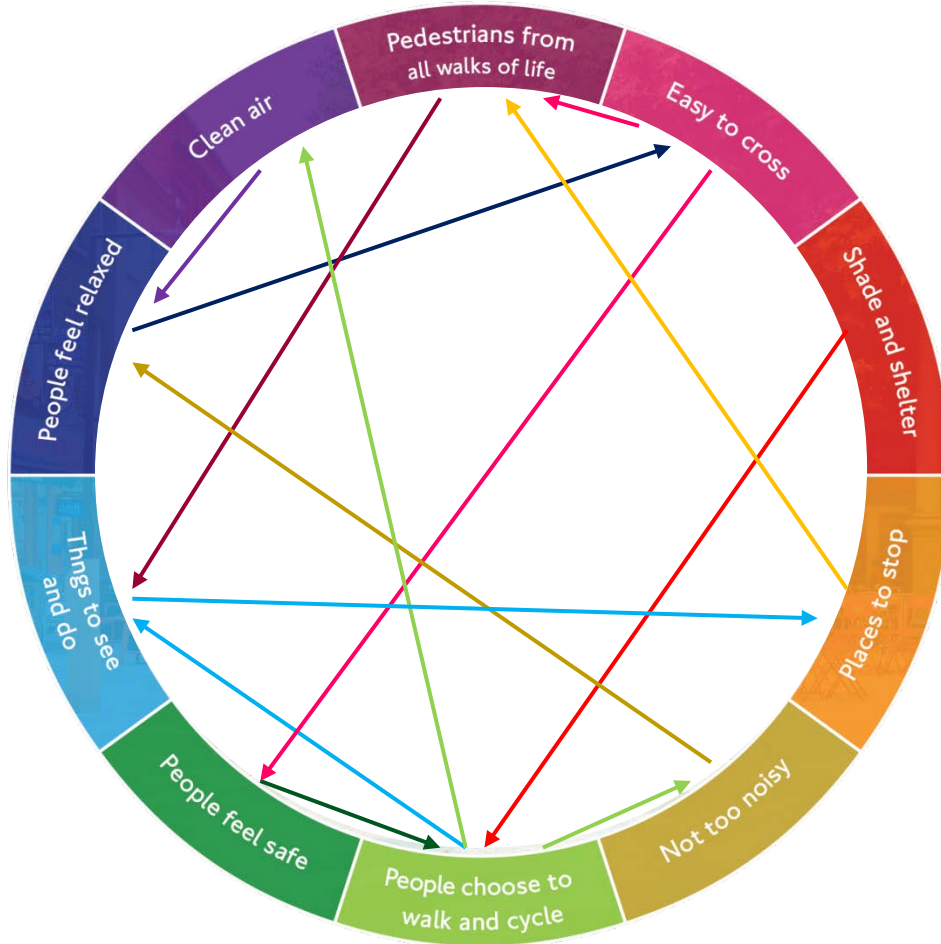 Pedestrians from
all walks of life
Easy to cross
Shade and shelter
Places to stop
Not too noisy
People choose to
walk and cycle
People feel safe
Thngs to see
and do
People feel relaxed
Clean air